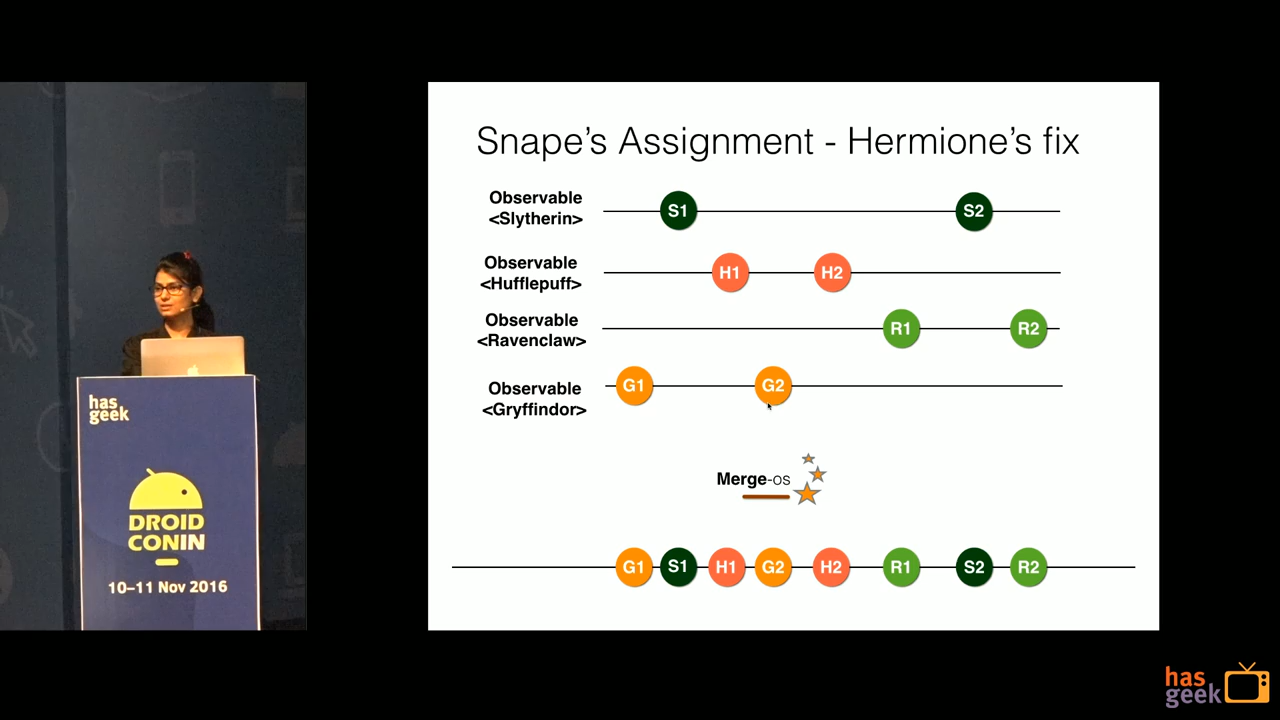 Snape's Assignment - Hermione's fix
Observable
<Slytherin>
S1
S2
Observable
<Hufflepuff>
H1
H2
Observable
<Ravenclaw>
R1
R2
Observable
<Gryffindor>
G1
G2
Merge-os
G1 S1 H1 G2 H2 R1 S2 R2
has
geek
DROID
CONIN
10–11 Nov 2016
has
geek